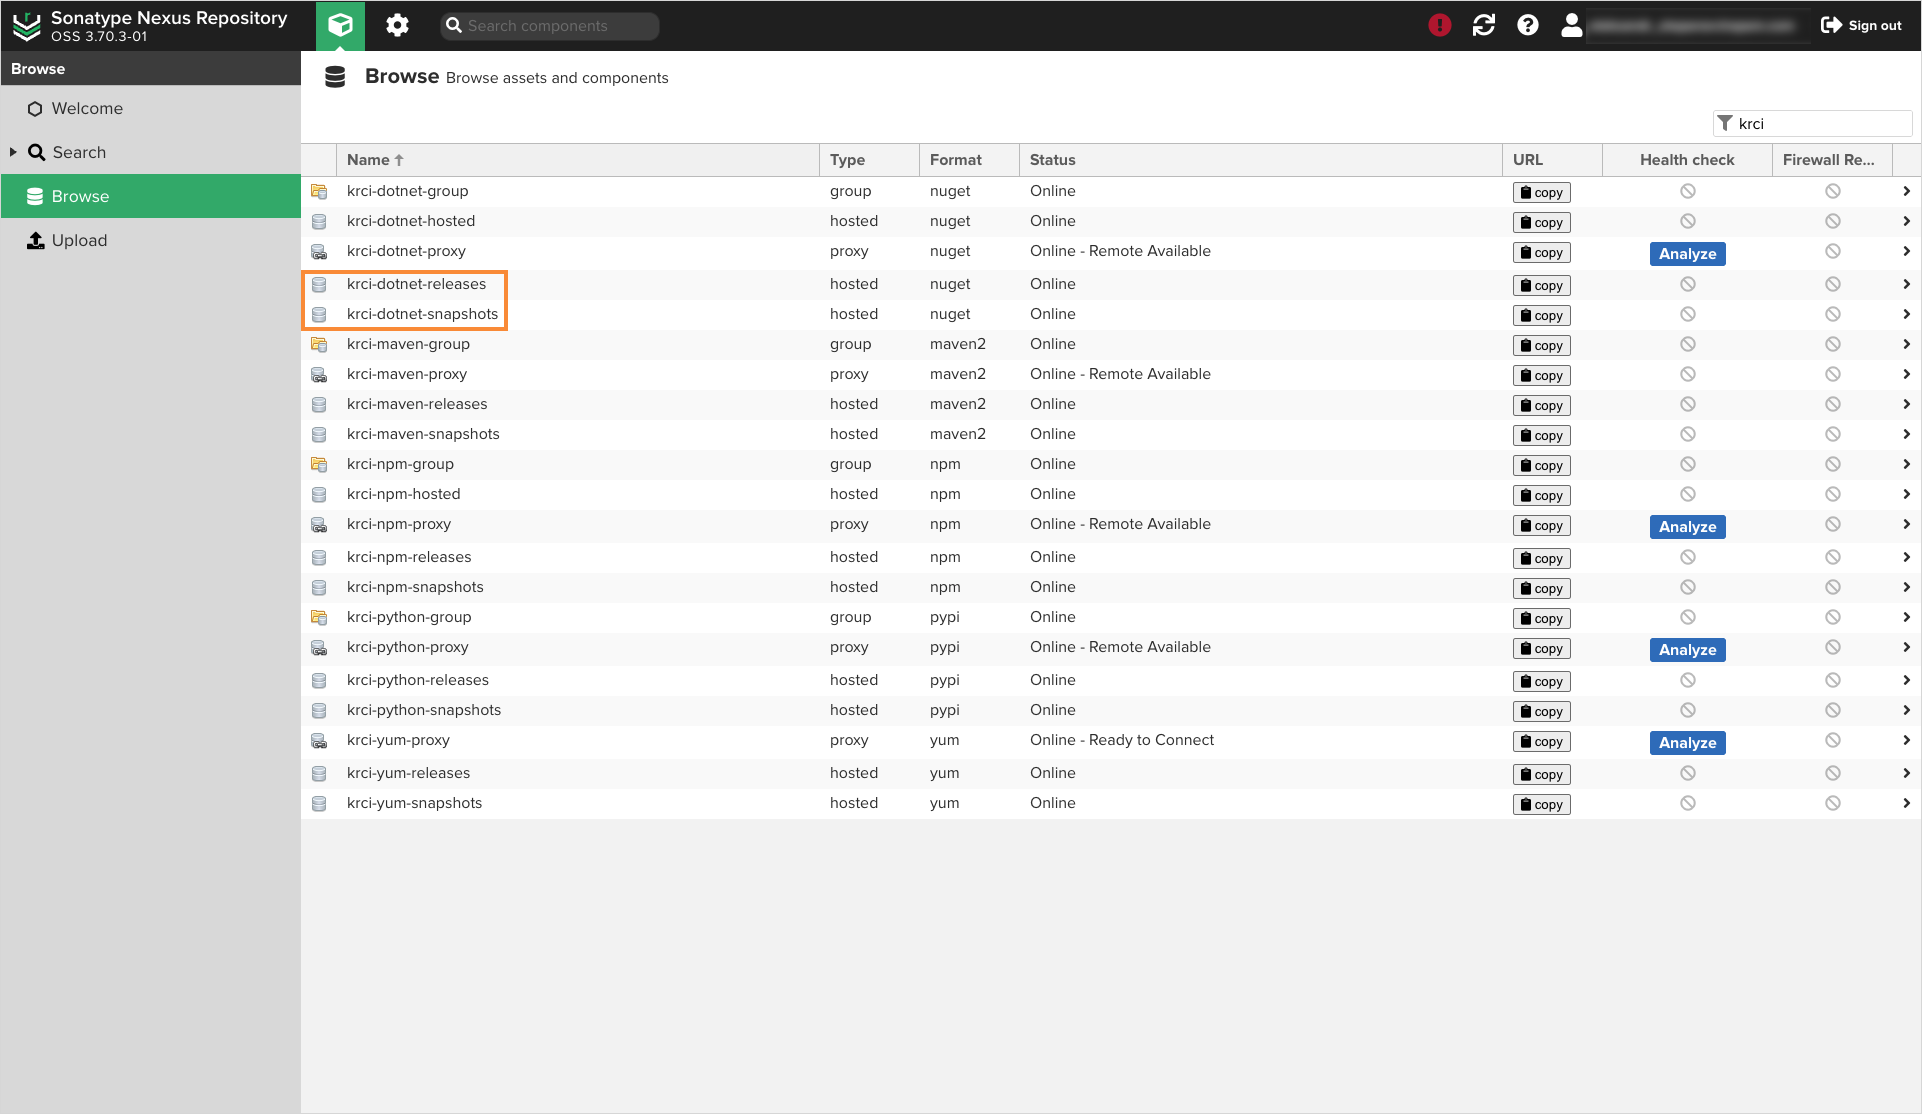 Sonatype Nexus Repository
OSS 3.70.3-01
Search components
Sign out
Browse
Welcome
Search
Browse
Upload
Browse Browse assets and components
krci
Name Type Format Status URL Health check Firewall Re...
krci-dotnet-group group nuget Online copy
krci-dotnet-hosted hosted nuget Online copy
krci-dotnet-proxy proxy nuget Online - Remote Available copy Analyze
krci-dotnet-releases hosted nuget Online copy
krci-dotnet-snapshots hosted nuget Online copy
krci-maven-group group maven2 Online copy
krci-maven-proxy proxy maven2 Online - Remote Available copy
krci-maven-releases hosted maven2 Online copy
krci-maven-snapshots hosted maven2 Online copy
krci-npm-group group npm Online copy
krci-npm-hosted hosted npm Online copy
krci-npm-proxy proxy npm Online - Remote Available copy Analyze
krci-npm-releases hosted npm Online copy
krci-npm-snapshots hosted npm Online copy
krci-python-group group pypi Online copy
krci-python-proxy proxy pypi Online - Remote Available copy Analyze
krci-python-releases hosted pypi Online copy
krci-python-snapshots hosted pypi Online copy
krci-yum-proxy proxy yum Online - Ready to Connect copy Analyze
krci-yum-releases hosted yum Online copy
krci-yum-snapshots hosted yum Online copy